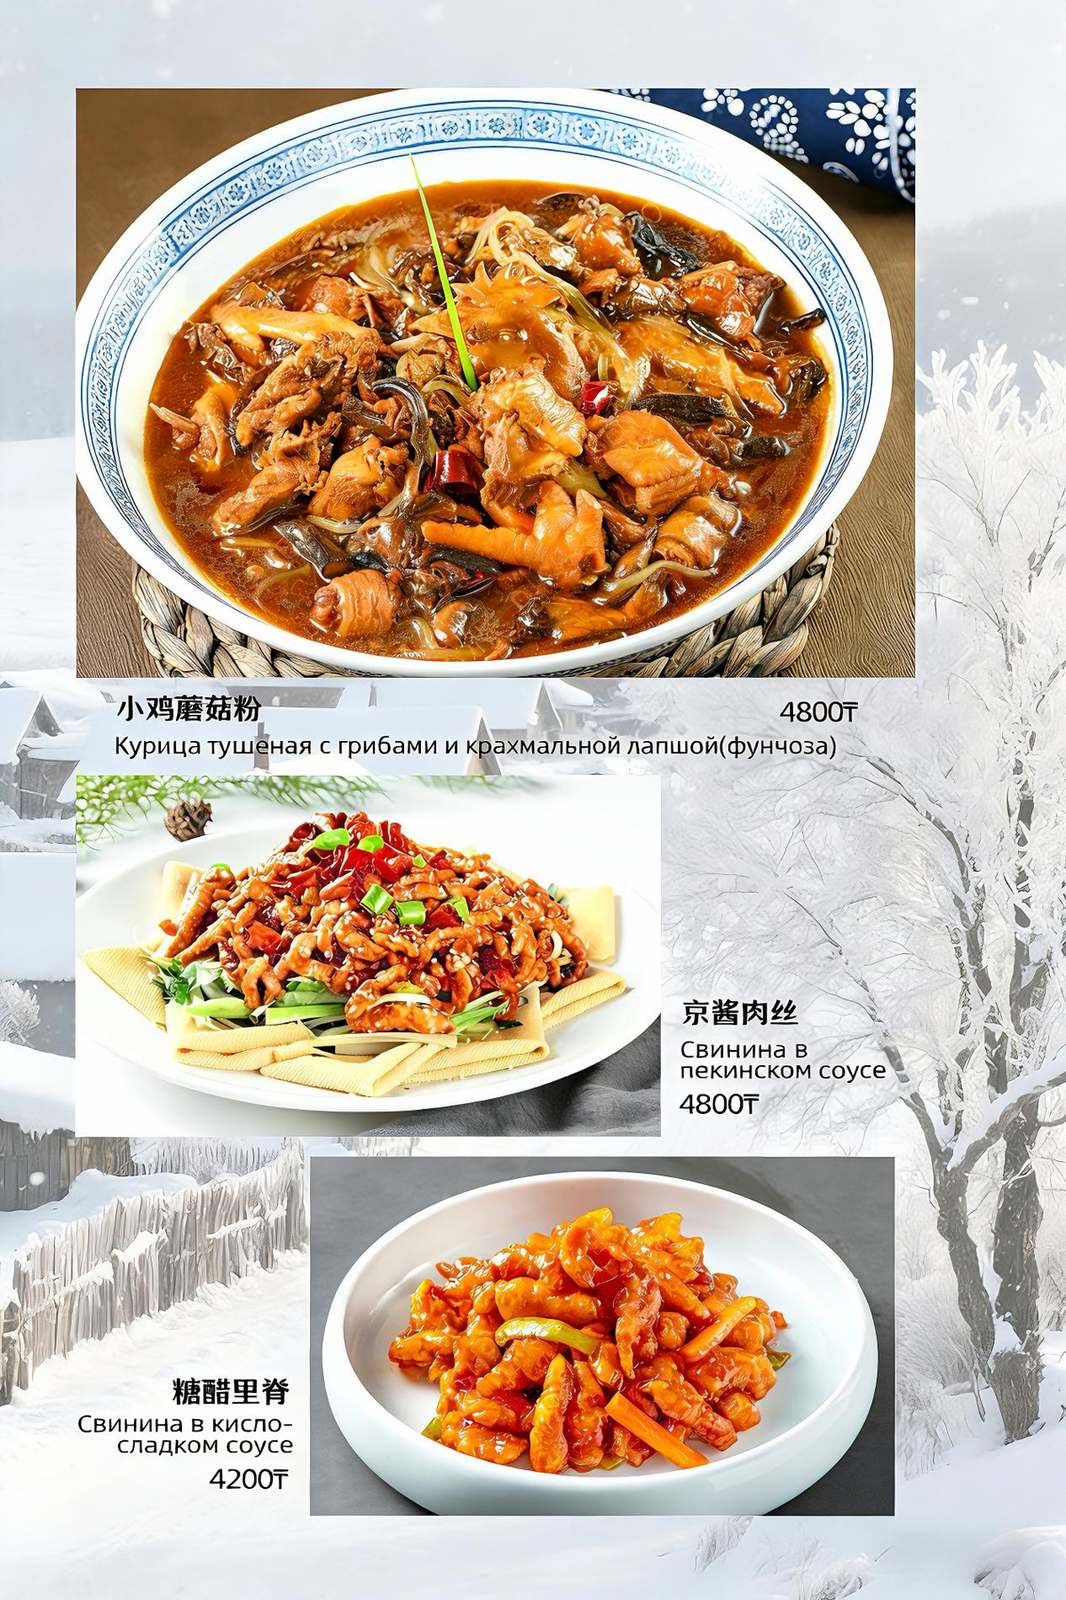 小鸡蘑菇粉
4800₸
Курица тушеная с грибами и крахмальной лапшой(фунчоза)
京酱肉丝
Свинина в
пекинском соусе
4800₸
糖醋里脊
Свинина в кисло-
сладком соусе
4200₸